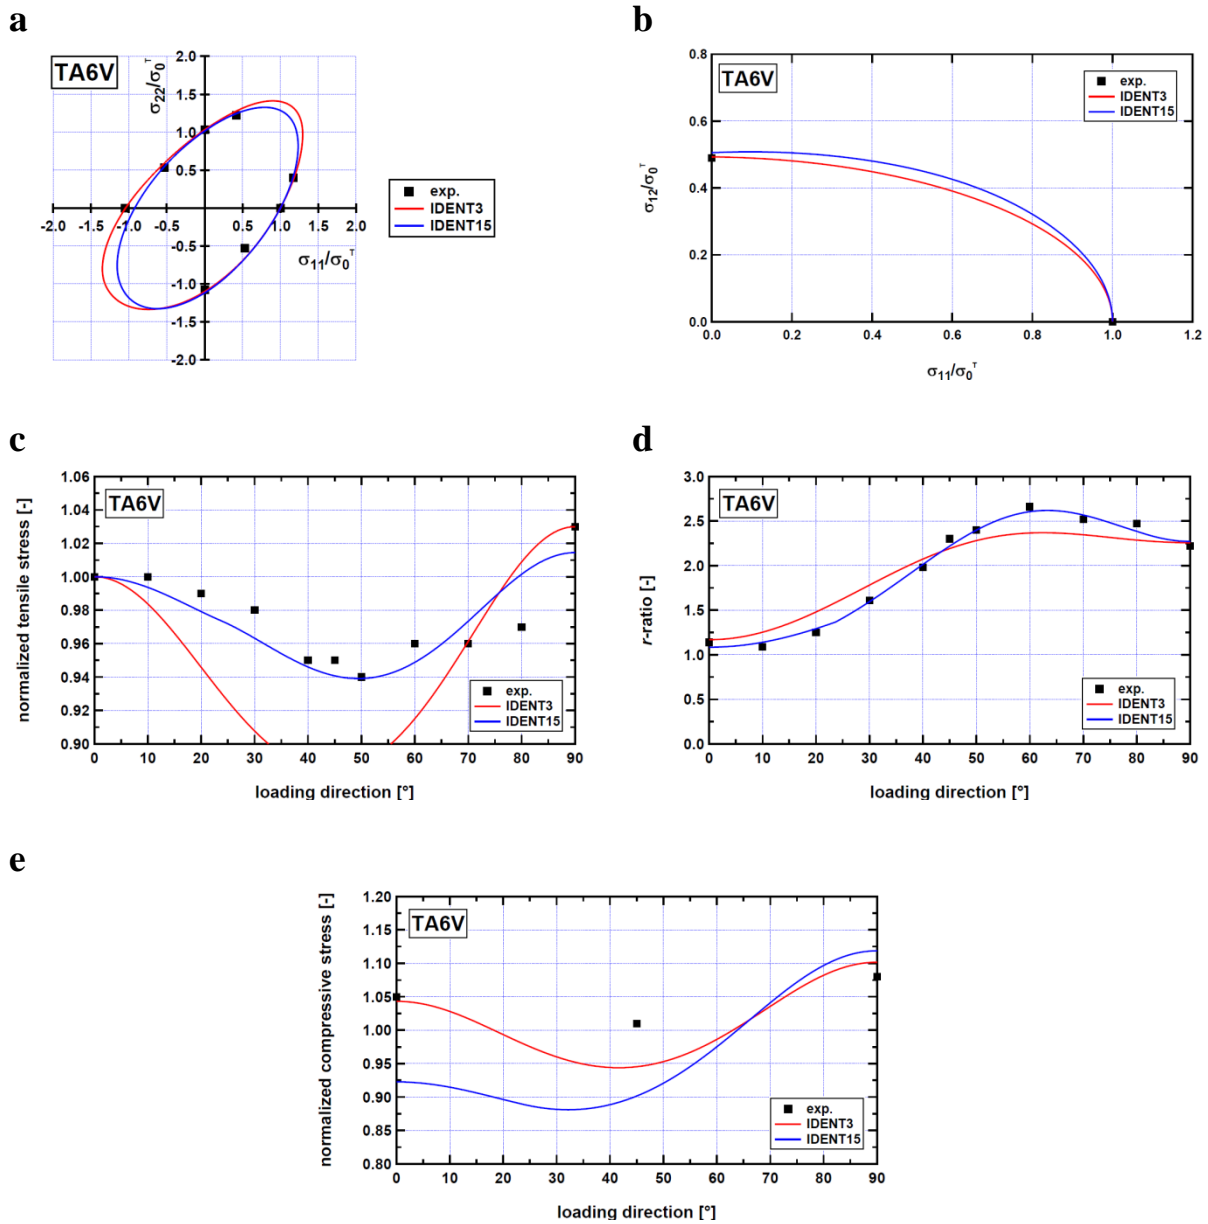 a
TA6V
σ22/σ0ᵀ
2.0
1.5
1.0
0.5
-2.0 -1.5 -1.0 -0.5 0.5 1.0 1.5 2.0
-0.5
σ11/σ0ᵀ
-1.0
-1.5
-2.0
exp.
IDENT3
IDENT15
b
TA6V
σ12/σ0ᵀ
0.8
0.6
0.4
0.2
0.0
0.0 0.2 0.4 0.6 0.8 1.0 1.2
σ11/σ0ᵀ
exp.
IDENT3
IDENT15
c
TA6V
normalized tensile stress [-]
1.06
1.04
1.02
1.00
0.98
0.96
0.94
0.92
0.90
0 10 20 30 40 50 60 70 80 90
loading direction [°]
exp.
IDENT3
IDENT15
d
TA6V
r-ratio [-]
3.0
2.5
2.0
1.5
1.0
0.5
0.0
0 10 20 30 40 50 60 70 80 90
loading direction [°]
exp.
IDENT3
IDENT15
e
TA6V
normalized compressive stress [-]
1.20
1.15
1.10
1.05
1.00
0.95
0.90
0.85
0.80
0 10 20 30 40 50 60 70 80 90
loading direction [°]
exp.
IDENT3
IDENT15